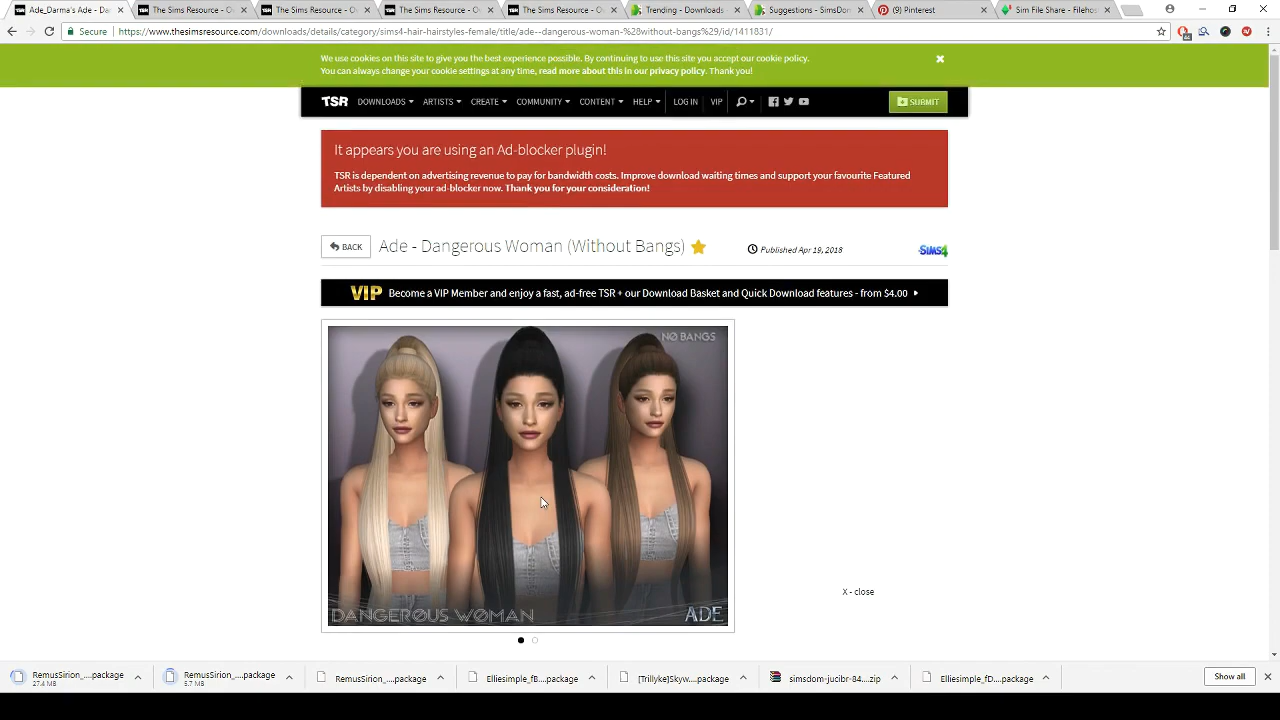 Ade_Darma's Ade - Da
The Sims Resource - C
The Sims Resource - C
The Sims Resource - C
The Sims Resource - C
Trending - Downloads
Suggestions - SimsDo
(9) Pinterest
Sim File Share - Fileho
Secure
https://www.thesimsresource.com/downloads/details/category/sims4-hair-hairstyles-female/title/ade--dangerous-woman-%28without-bangs%29/id/1411831/
We use cookies on this site to give you the best experience possible. By continuing to use this site you accept our cookie policy.
You can always change your cookie settings at any time, read more about this in our privacy policy. Thank you!
TSR DOWNLOADS ARTISTS CREATE COMMUNITY CONTENT HELP LOG IN VIP SUBMIT
It appears you are using an Ad-blocker plugin!
TSR is dependent on advertising revenue to pay for bandwidth costs. Improve download waiting times and support your favourite Featured
Artists by disabling your ad-blocker now. Thank you for your consideration!
BACK Ade - Dangerous Woman (Without Bangs) Published Apr 19, 2018 SIMS4
VIP Become a VIP Member and enjoy a fast, ad-free TSR + our Download Basket and Quick Download features - from $4.00
NO BANGS
DANGEROUS WOMAN ADE
X - close
RemusSirion_....package
27.4 MB
RemusSirion_....package
5.7 MB
RemusSirion_....package
Elliesimple_fB....package
[Trillyke]Skyw....package
simsdom-jucibr-84....zip
Elliesimple_fD....package
Show all